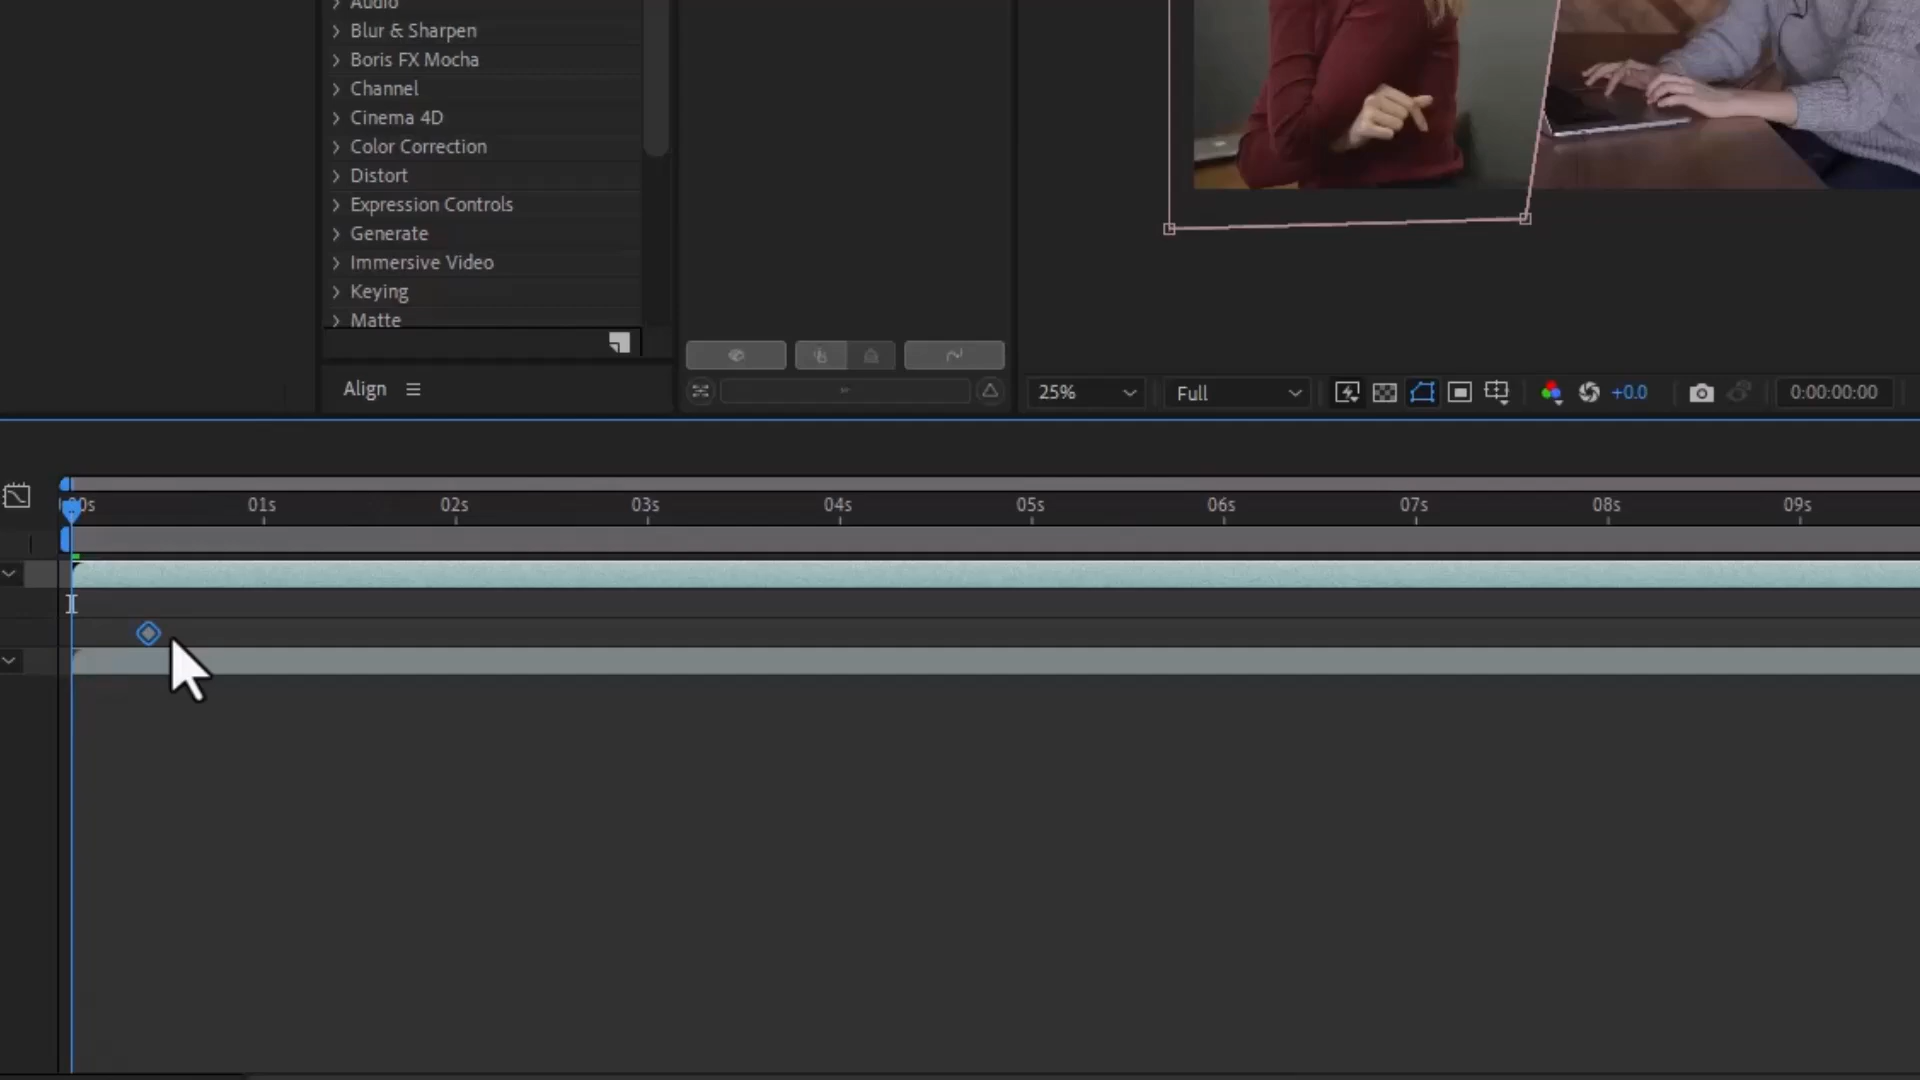 Audio
Blur & Sharpen
Boris FX Mocha
Channel
Cinema 4D
Color Correction
Distort
Expression Controls
Generate
Immersive Video
Keying
Matte
Align
25%
Full
+0.0
0:00:00:00
00s 01s 02s 03s 04s 05s 06s 07s 08s 09s